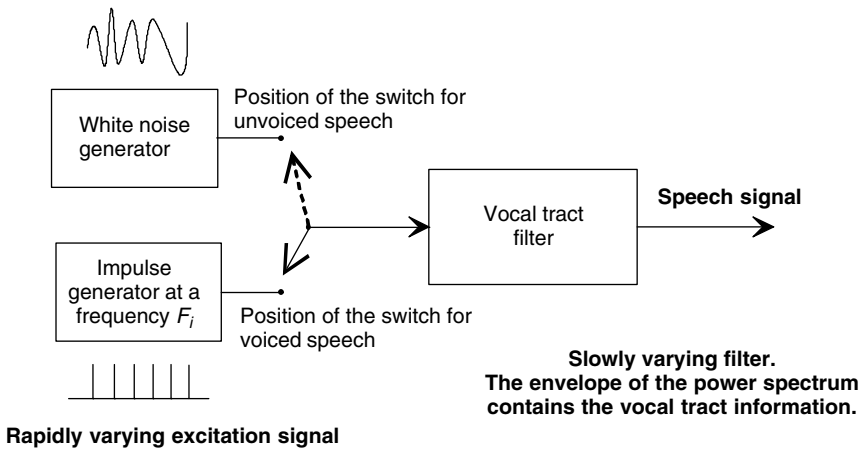 Position of the switch for
unvoiced speech
White noise
generator
Speech signal
Vocal tract
filter
Impulse
generator at a
frequency Fi
Position of the switch for
voiced speech
Slowly varying filter.
The envelope of the power spectrum
contains the vocal tract information.
Rapidly varying excitation signal